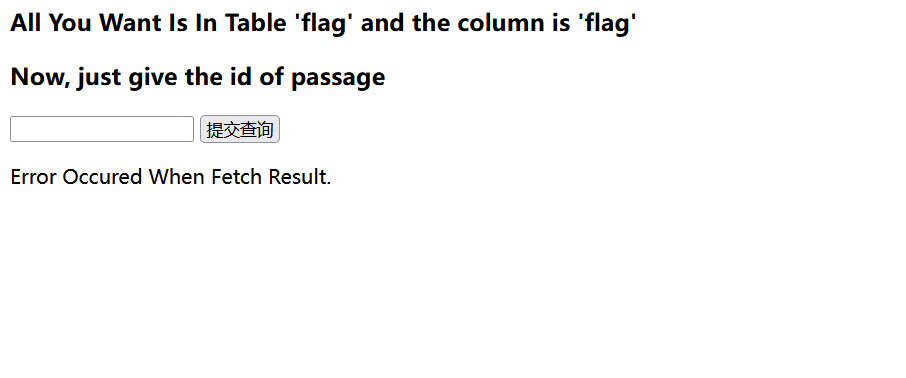 All You Want Is In Table 'flag' and the column is 'flag'
Now, just give the id of passage
提交查询
Error Occured When Fetch Result.